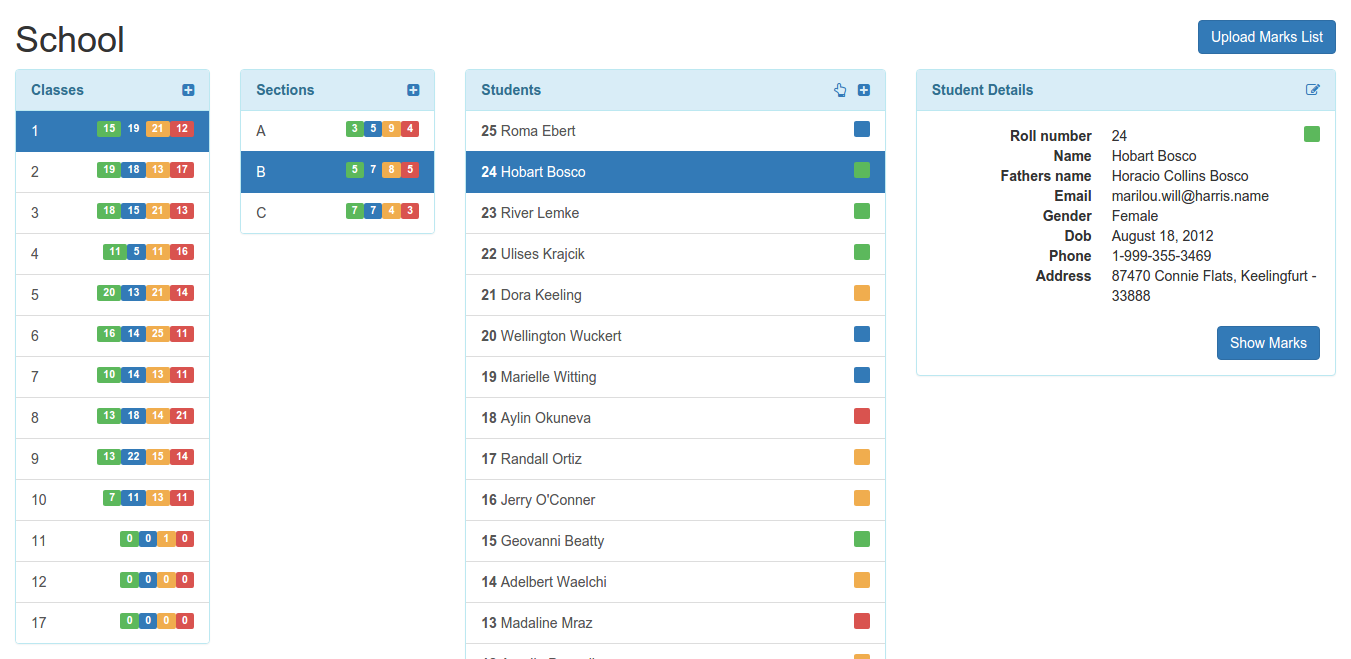 School
Upload Marks List
Classes
1 15 19 21 12
2 19 18 13 17
3 18 15 21 13
4 11 5 11 16
5 20 13 21 14
6 16 14 25 11
7 10 14 13 11
8 13 18 14 21
9 13 22 15 14
10 7 11 13 11
11 0 0 1 0
12 0 0 0 0
17 0 0 0 0
Sections
A 3 5 9 4
B 5 7 8 5
C 7 7 4 3
Students
25 Roma Ebert
24 Hobart Bosco
23 River Lemke
22 Ulises Krajcik
21 Dora Keeling
20 Wellington Wuckert
19 Marielle Witting
18 Aylin Okuneva
17 Randall Ortiz
16 Jerry O'Conner
15 Geovanni Beatty
14 Adelbert Waelchi
13 Madaline Mraz
Student Details
Roll number 24
Name Hobart Bosco
Fathers name Horacio Collins Bosco
Email marilou.will@harris.name
Gender Female
Dob August 18, 2012
Phone 1-999-355-3469
Address 87470 Connie Flats, Keelingfurt -
33888
Show Marks